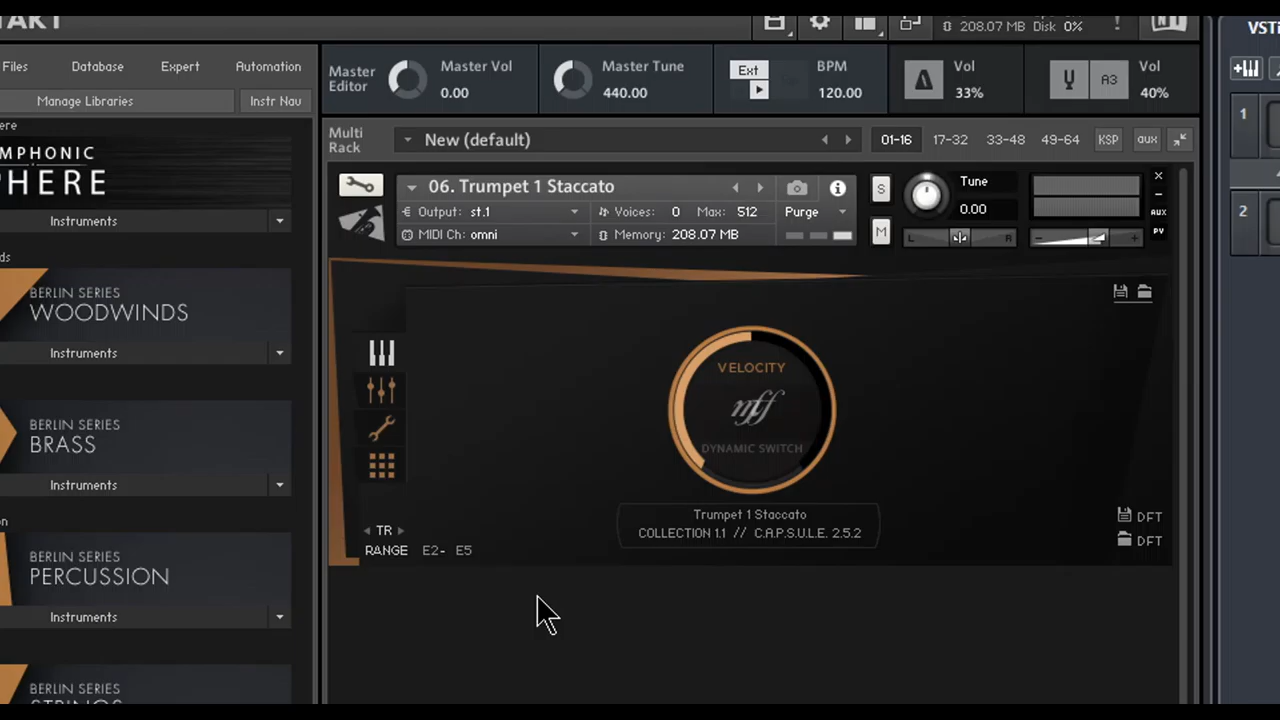 208.07 MB Disk 0% !
VSTi
Files Database Expert Automation
Manage Libraries Instr Nav
Master Editor
Master Vol
0.00
Master Tune
440.00
Ext
BPM
120.00
Vol
33%
A3
Vol
40%
Multi Rack
New (default)
01-16 17-32 33-48 49-64 KSP aux
06. Trumpet 1 Staccato
Output: st.1 Voices: 0 Max: 512 Purge
MIDI Ch: omni Memory: 208.07 MB
S
M
Tune
0.00
L R
- +
AUX
PV
1
2
MPHONIC
HERE
Instruments
BERLIN SERIES
WOODWINDS
Instruments
BERLIN SERIES
BRASS
Instruments
BERLIN SERIES
PERCUSSION
Instruments
BERLIN SERIES
VELOCITY
DYNAMIC SWITCH
Trumpet 1 Staccato
COLLECTION 1.1 // C.A.P.S.U.L.E. 2.5.2
TR
RANGE E2- E5
DFT
DFT